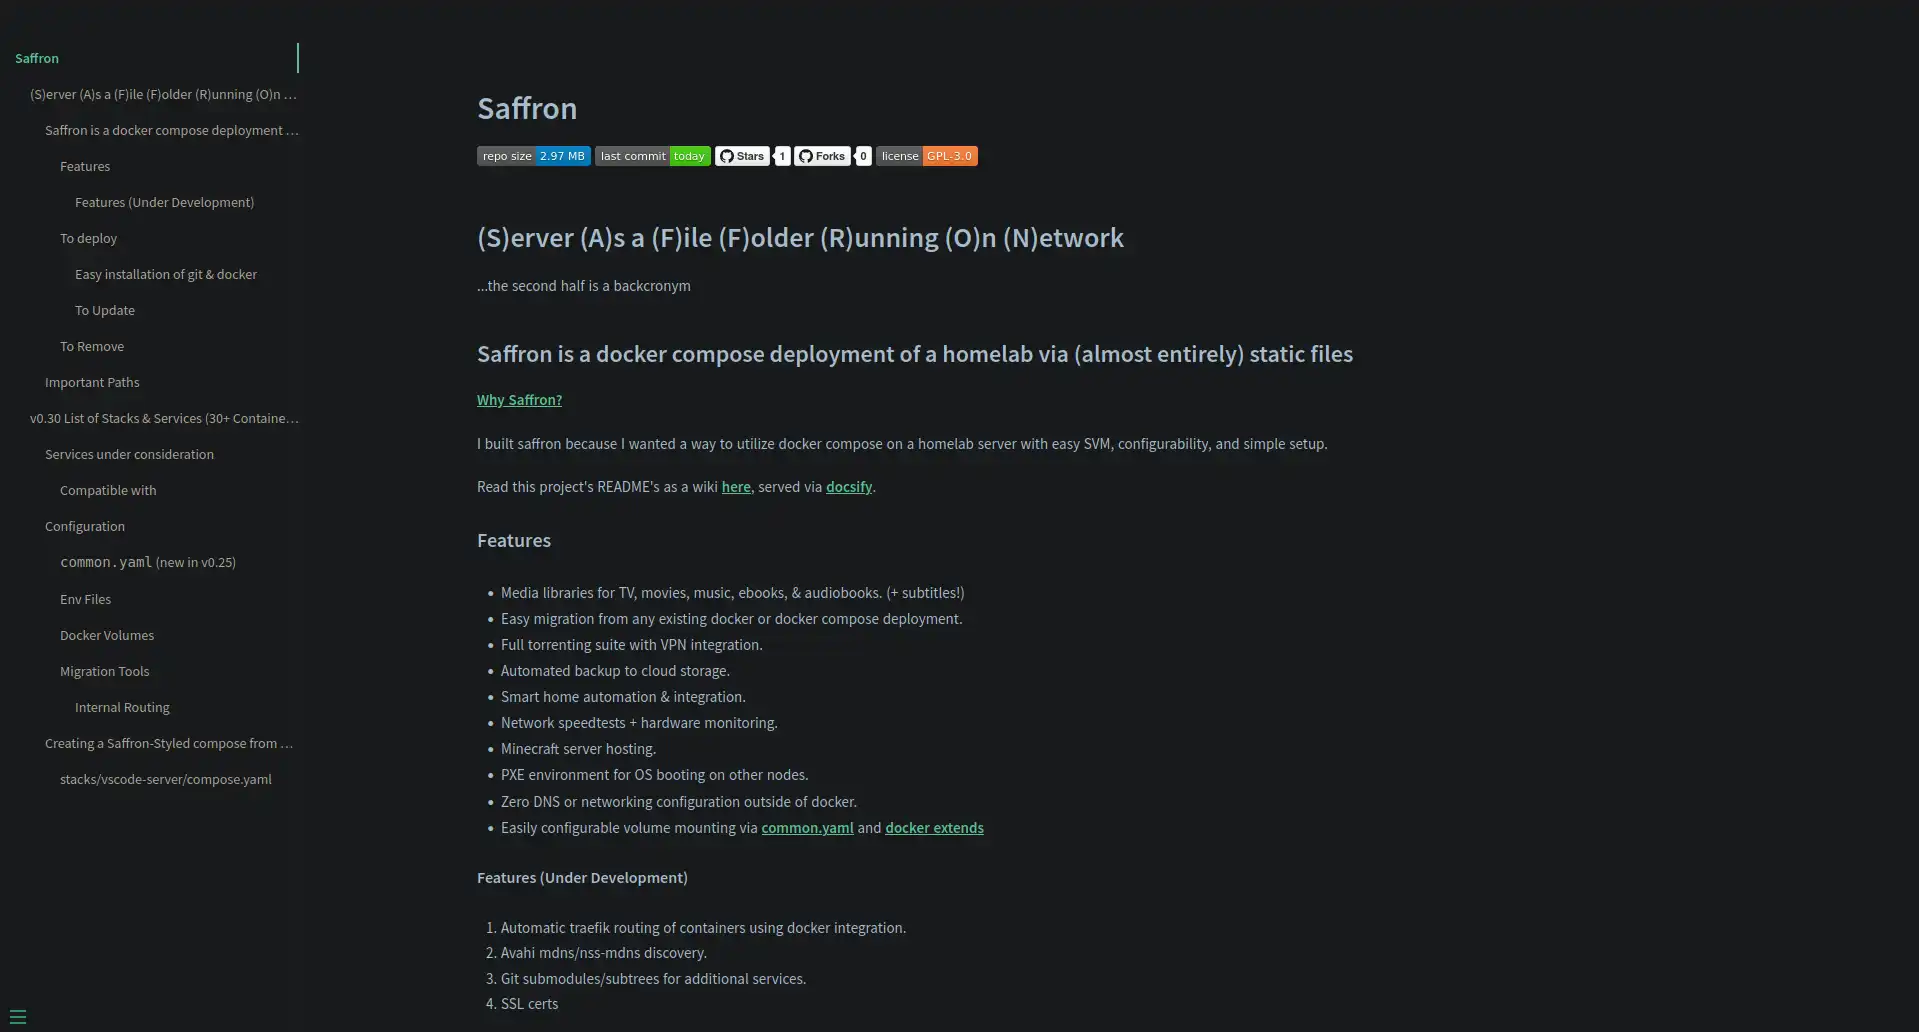 Saffron
(S)erver (A)s a (F)ile (F)older (R)unning (O)n ...
Saffron is a docker compose deployment ...
Features
Features (Under Development)
To deploy
Easy installation of git & docker
To Update
To Remove
Important Paths
v0.30 List of Stacks & Services (30+ Containe...
Services under consideration
Compatible with
Configuration
common.yaml (new in v0.25)
Env Files
Docker Volumes
Migration Tools
Internal Routing
Creating a Saffron-Styled compose from ...
stacks/vscode-server/compose.yaml
Saffron
repo size 2.97 MB last commit today Stars 1 Forks 0 license GPL-3.0
(S)erver (A)s a (F)ile (F)older (R)unning (O)n (N)etwork
...the second half is a backcronym
Saffron is a docker compose deployment of a homelab via (almost entirely) static files
Why Saffron?
I built saffron because I wanted a way to utilize docker compose on a homelab server with easy SVM, configurability, and simple setup.
Read this project's README's as a wiki here, served via docsify.
Features
• Media libraries for TV, movies, music, ebooks, & audiobooks. (+ subtitles!)
• Easy migration from any existing docker or docker compose deployment.
• Full torrenting suite with VPN integration.
• Automated backup to cloud storage.
• Smart home automation & integration.
• Network speedtests + hardware monitoring.
• Minecraft server hosting.
• PXE environment for OS booting on other nodes.
• Zero DNS or networking configuration outside of docker.
• Easily configurable volume mounting via common.yaml and docker extends
Features (Under Development)
1. Automatic traefik routing of containers using docker integration.
2. Avahi mdns/nss-mdns discovery.
3. Git submodules/subtrees for additional services.
4. SSL certs